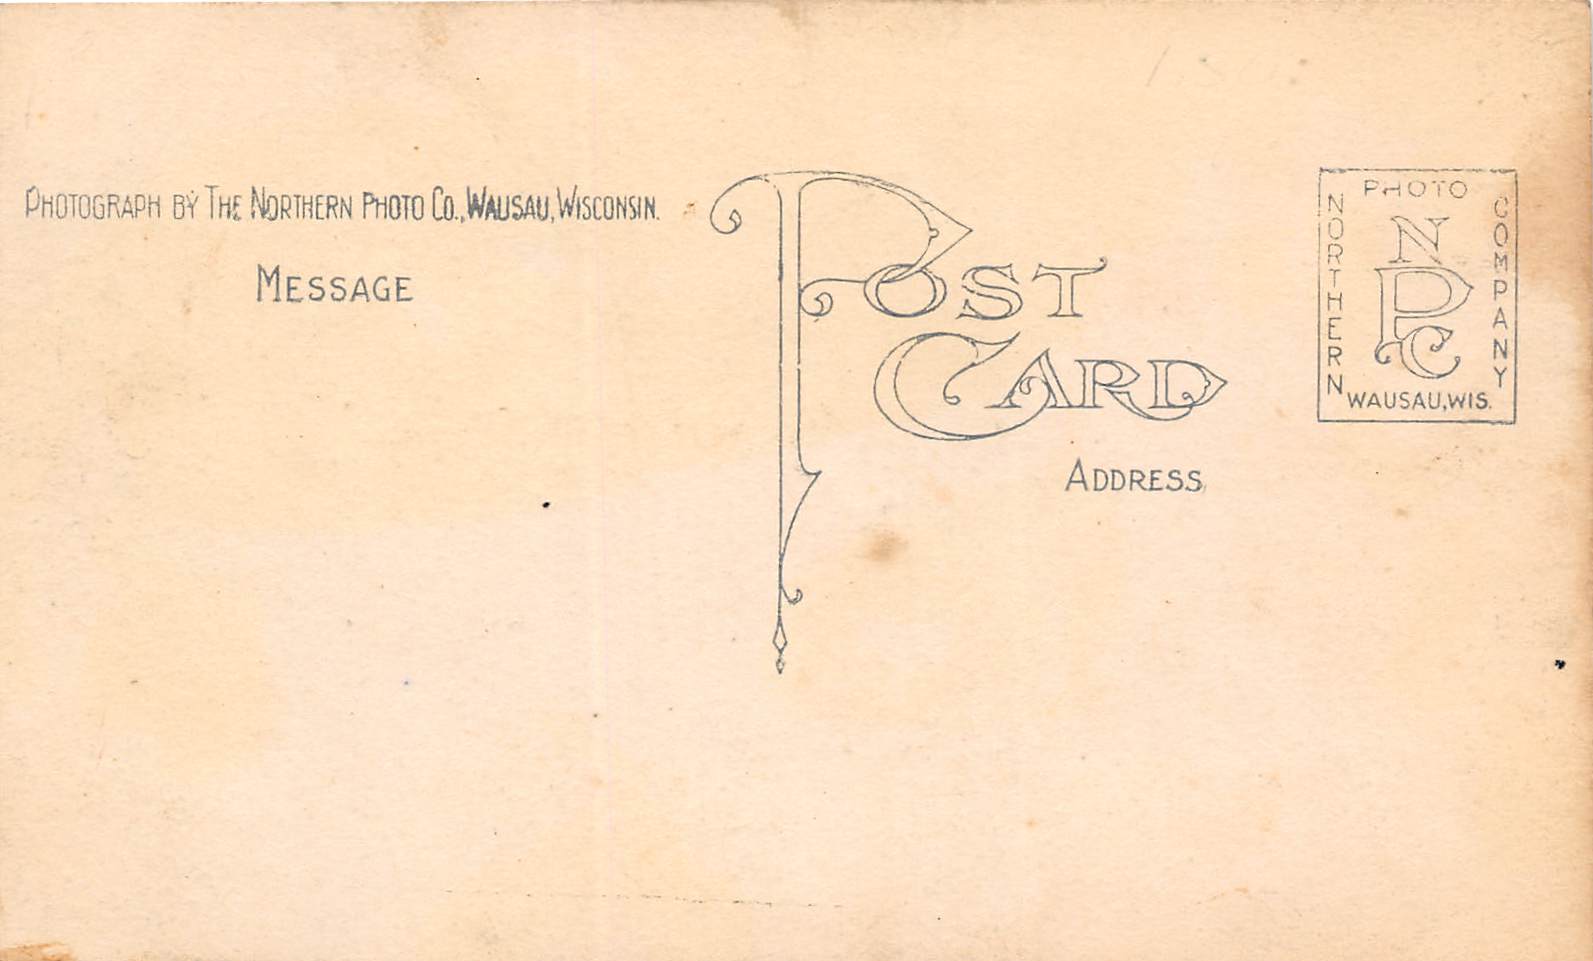 PHOTOGRAPH BY THE NORTHERN PHOTO CO., WAUSAU, WISCONSIN.
MESSAGE
POST
CARD
ADDRESS
PHOTO
NORTHERN
COMPANY
NPC
WAUSAU, WIS.